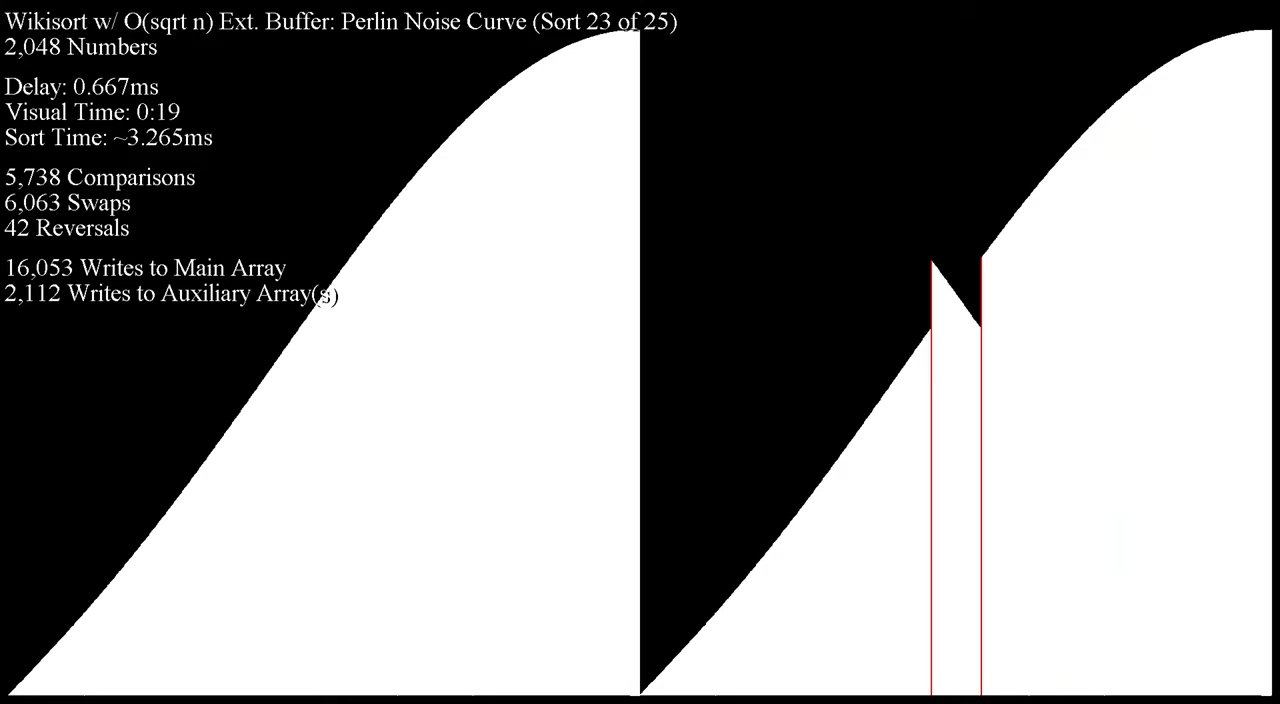 Wikisort w/ O(sqrt n) Ext. Buffer: Perlin Noise Curve (Sort 23 of 25)
2,048 Numbers
Delay: 0.667ms
Visual Time: 0:19
Sort Time: ~3.265ms
5,738 Comparisons
6,063 Swaps
42 Reversals
16,053 Writes to Main Array
2,112 Writes to Auxiliary Array(s)